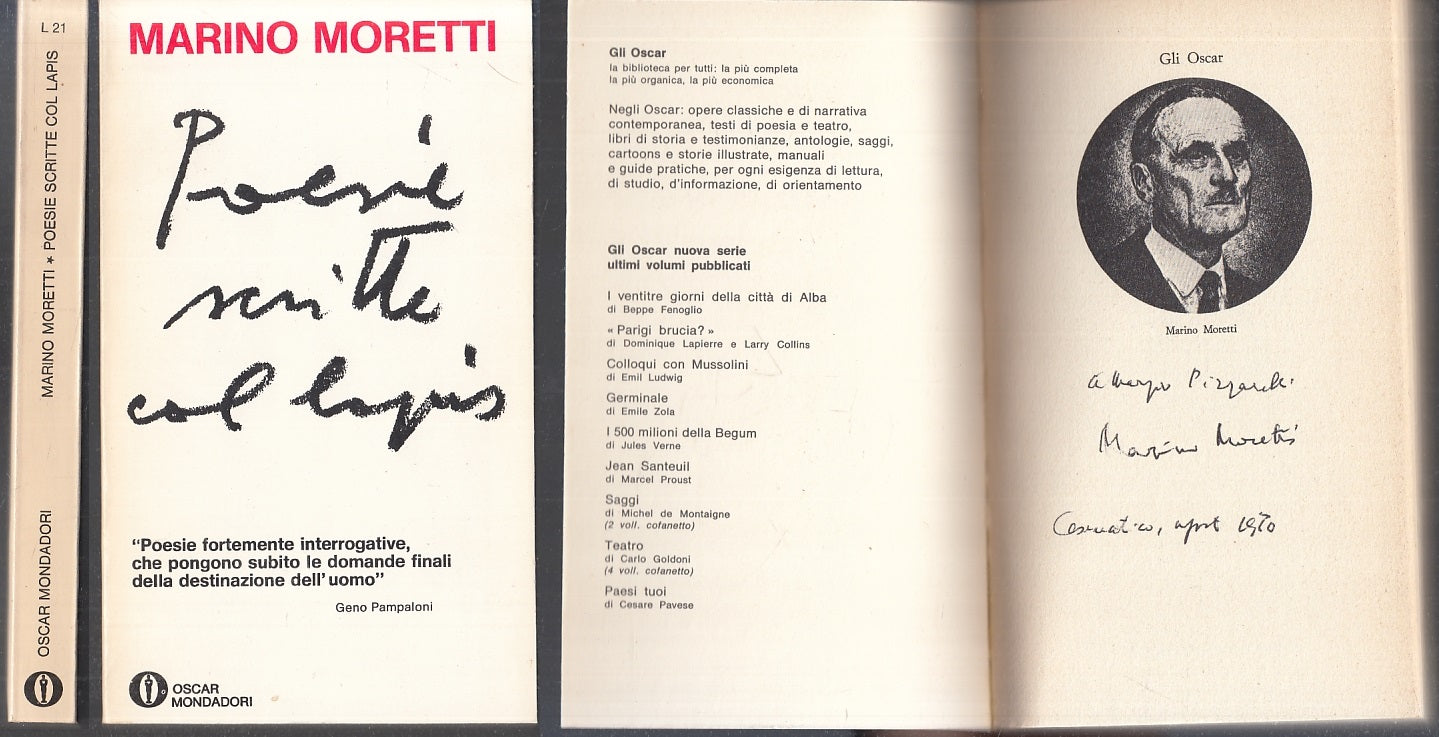 L 21
MARINO MORETTI ★ POESIE SCRITTE COL LAPIS
OSCAR MONDADORI
MARINO MORETTI
Poesie
scritte
col lapis
“Poesie fortemente interrogative,
che pongono subito le domande finali
della destinazione dell'uomo”
Geno Pampaloni
OSCAR
MONDADORI
Gli Oscar
la biblioteca per tutti: la più completa
la più organica, la più economica
Negli Oscar: opere classiche e di narrativa
contemporanea, testi di poesia e teatro,
libri di storia e testimonianze, antologie, saggi,
cartoons e storie illustrate, manuali
e guide pratiche, per ogni esigenza di lettura,
di studio, d'informazione, di orientamento
Gli Oscar nuova serie
ultimi volumi pubblicati
I ventitre giorni della città di Alba
di Beppe Fenoglio
« Parigi brucia? »
di Dominique Lapierre e Larry Collins
Colloqui con Mussolini
di Emil Ludwig
Germinale
di Emile Zola
I 500 milioni della Begum
di Jules Verne
Jean Santeuil
di Marcel Proust
Saggi
di Michel de Montaigne
(2 voll. cofanetto)
Teatro
di Carlo Goldoni
(4 voll. cofanetto)
Paesi tuoi
di Cesare Pavese
Gli Oscar
Marino Moretti
a
Marino Moretti
Cesenatico, 1970